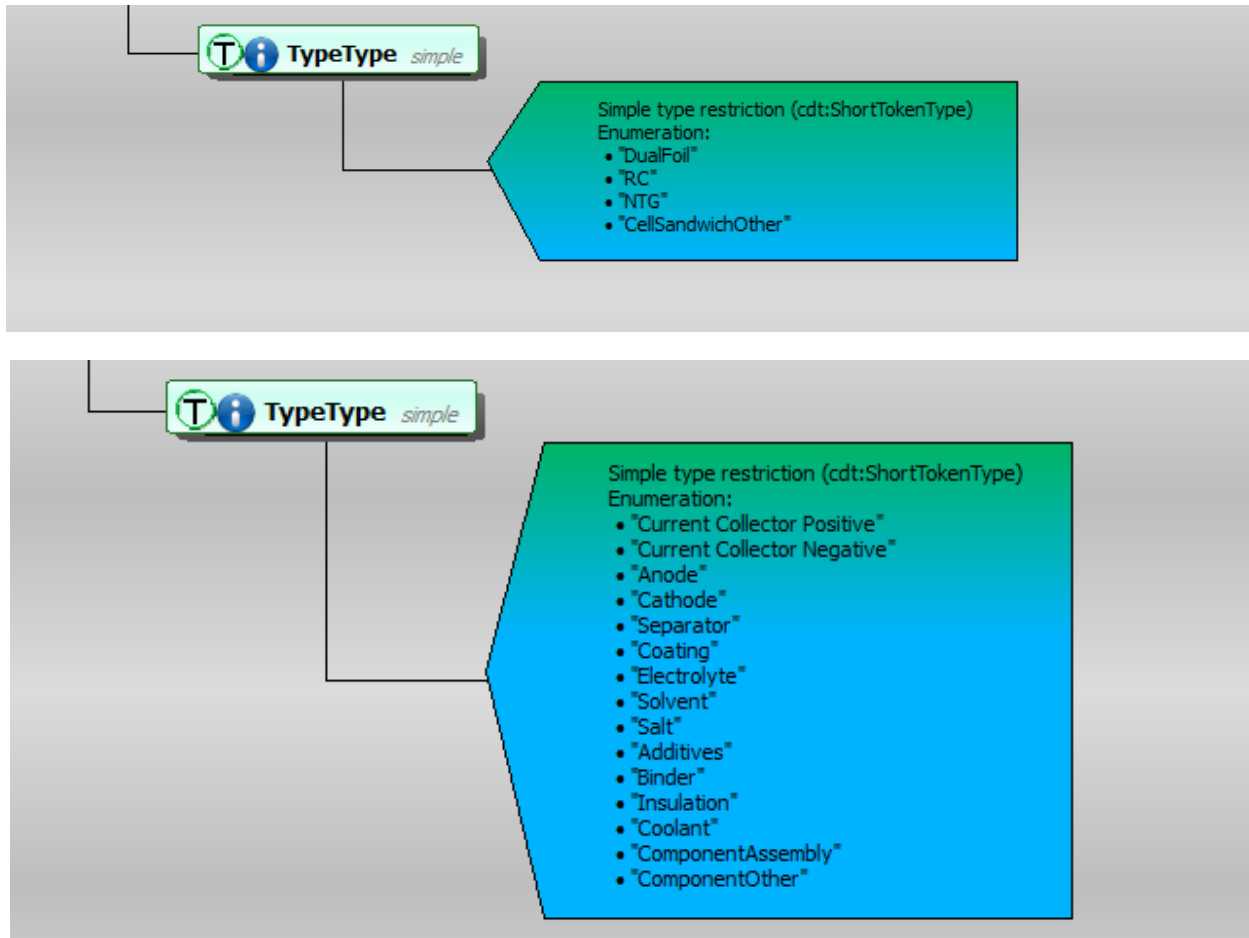 T i TypeType simple
Simple type restriction (cdt:ShortTokenType)
Enumeration:
• "DualFoil"
• "RC"
• "NTG"
• "CellSandwichOther"
T i TypeType simple
Simple type restriction (cdt:ShortTokenType)
Enumeration:
• "Current Collector Positive"
• "Current Collector Negative"
• "Anode"
• "Cathode"
• "Separator"
• "Coating"
• "Electrolyte"
• "Solvent"
• "Salt"
• "Additives"
• "Binder"
• "Insulation"
• "Coolant"
• "ComponentAssembly"
• "ComponentOther"